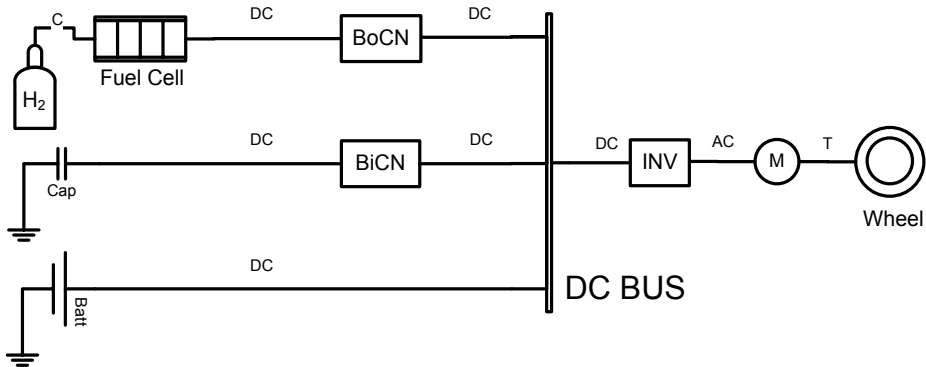 C
DC
DC
BoCN
Fuel Cell
H₂
DC
DC
BiCN
Cap
DC
INV
AC
M
T
Wheel
DC
Batt
DC BUS